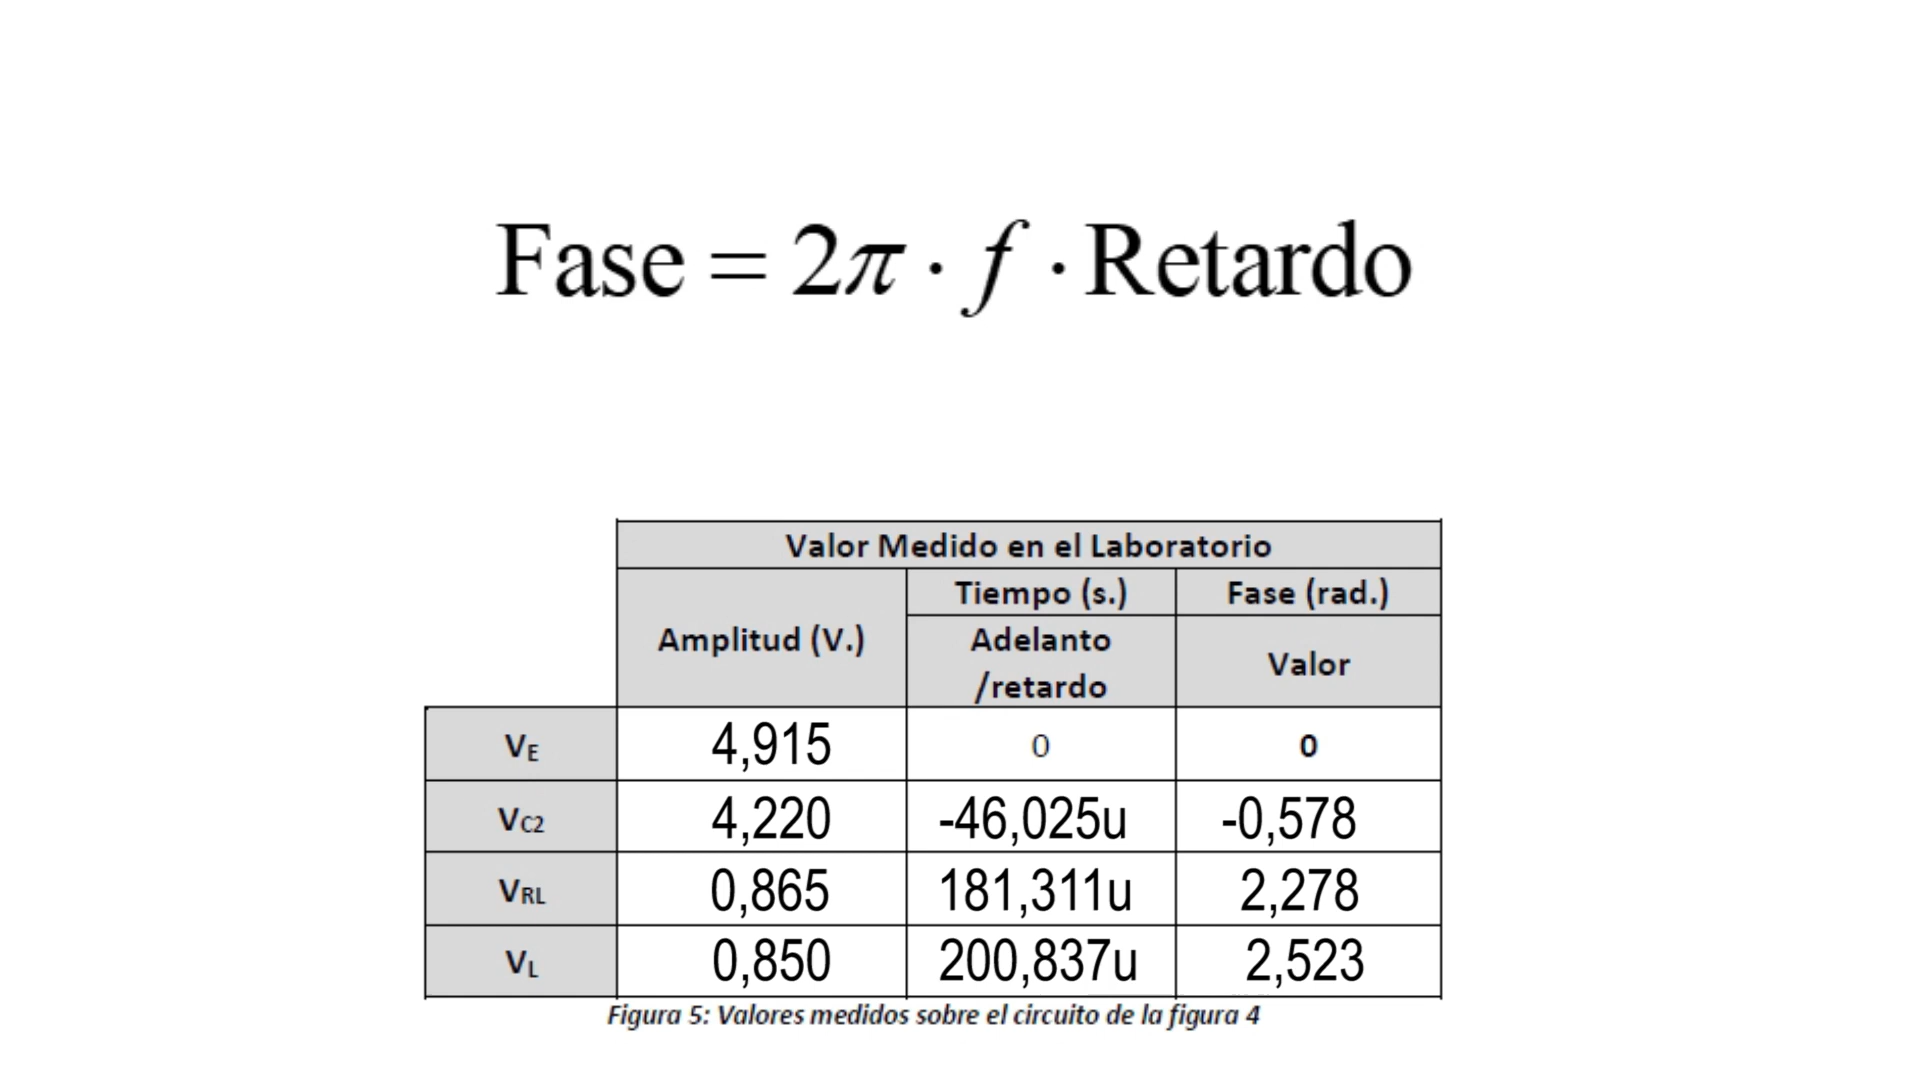 Fase = 2π · f · Retardo
Valor Medido en el Laboratorio
Amplitud (V.) Tiempo (s.) Fase (rad.)
Adelanto /retardo Valor
VE 4,915 0 0
VC2 4,220 -46,025u -0,578
VRL 0,865 181,311u 2,278
VL 0,850 200,837u 2,523
Figura 5: Valores medidos sobre el circuito de la figura 4